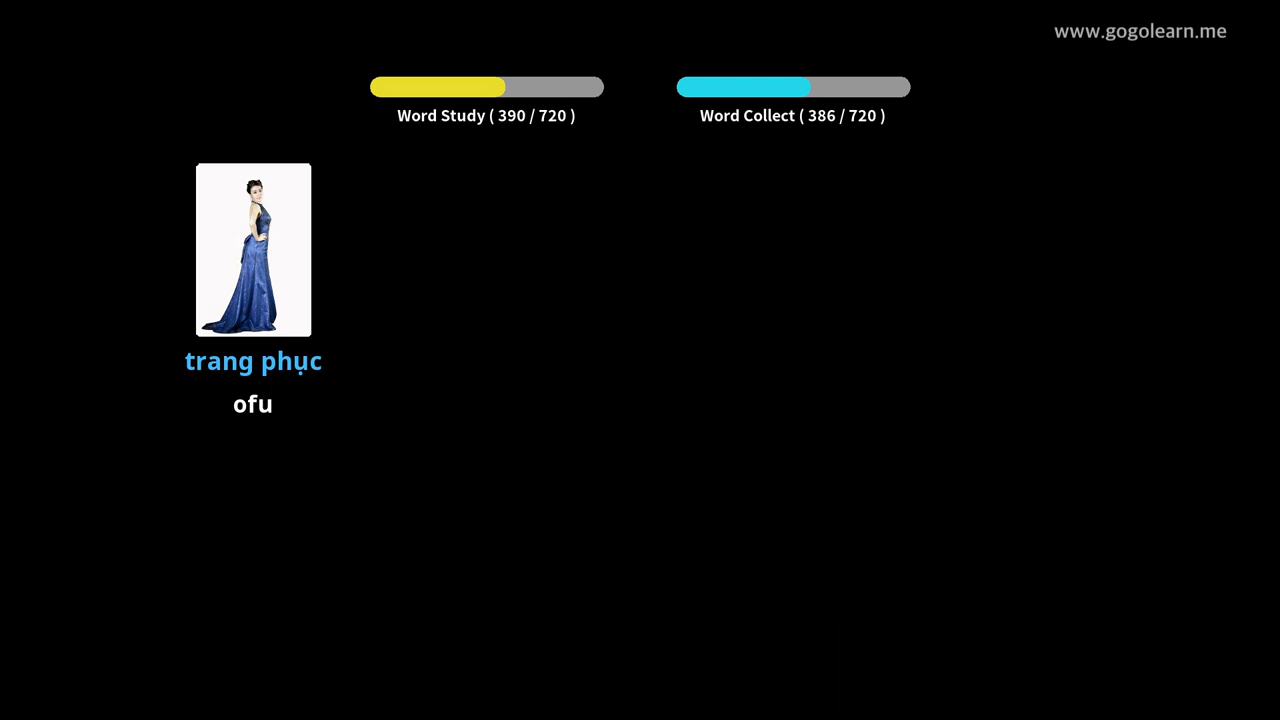 www.gogolearn.me
Word Study ( 390 / 720 )
Word Collect ( 386 / 720 )
trang phục
ofu